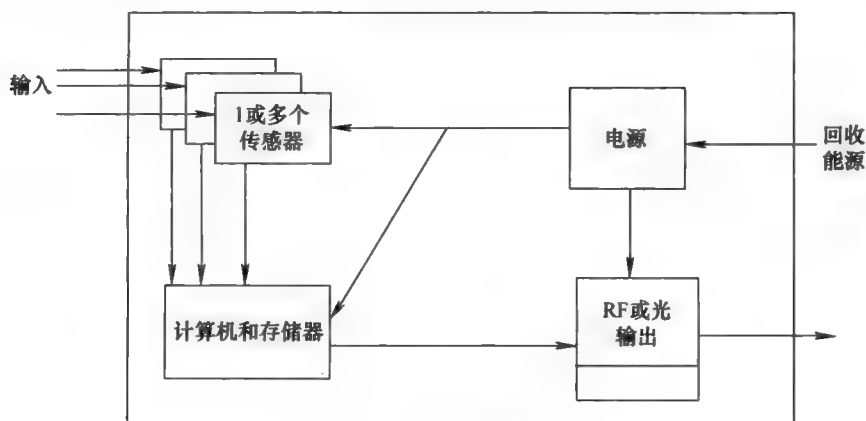 输入
1或多个
传感器
电源
回收
能源
计算机和存储器
RF或光
输出